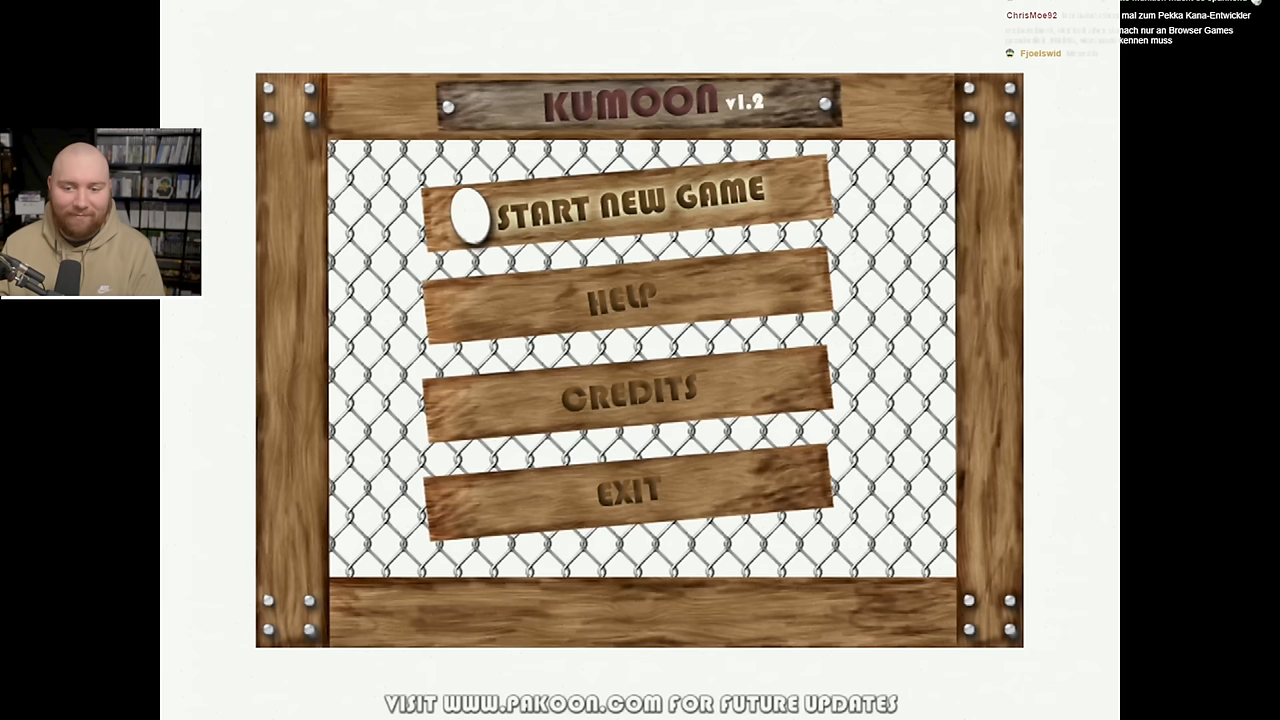 ChrisMoe92 mal zum Pekka Kana-Entwickler
nach nur an Browser Games
kennen muss
Fjoelswid
KUMOON v1.2
START NEW GAME
HELP
CREDITS
EXIT
VISIT WWW.PAKOON.COM FOR FUTURE UPDATES